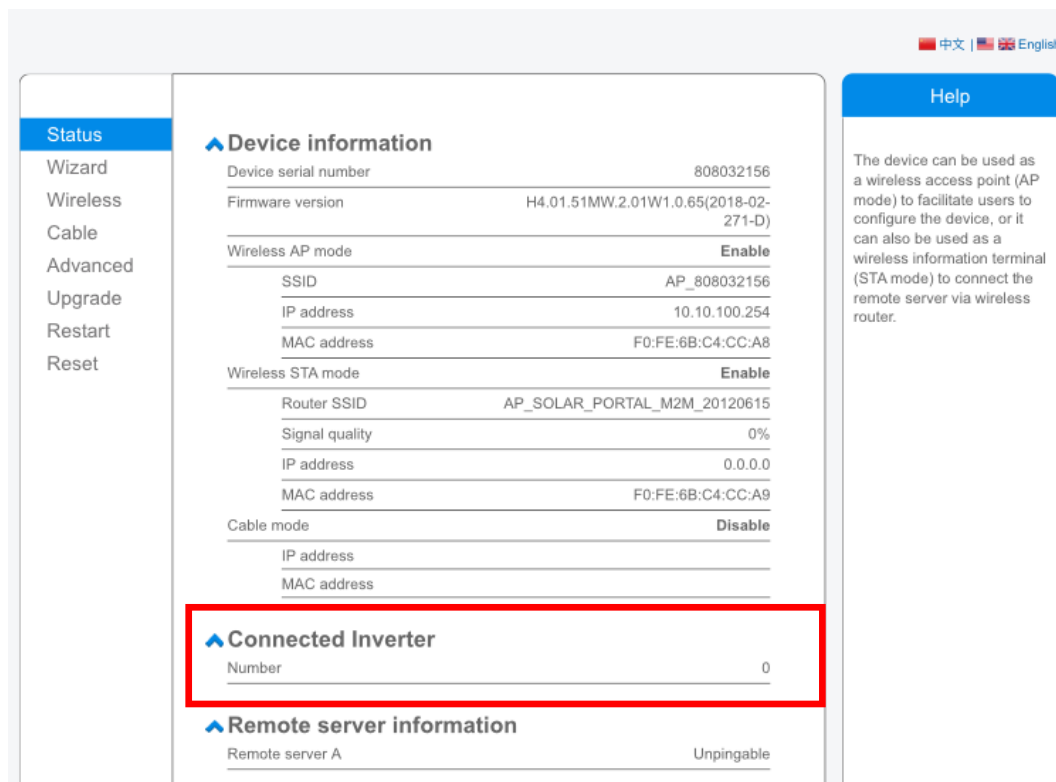 中文 | English
Help
Status
Wizard
Wireless
Cable
Advanced
Upgrade
Restart
Reset
Device information
Device serial number 808032156
Firmware version H4.01.51MW.2.01W1.0.65(2018-02-
271-D)
Wireless AP mode Enable
SSID AP_808032156
IP address 10.10.100.254
MAC address F0:FE:6B:C4:CC:A8
Wireless STA mode Enable
Router SSID AP_SOLAR_PORTAL_M2M_20120615
Signal quality 0%
IP address 0.0.0.0
MAC address F0:FE:6B:C4:CC:A9
Cable mode Disable
IP address
MAC address
Connected Inverter
Number 0
Remote server information
Remote server A Unpingable
The device can be used as
a wireless access point (AP
mode) to facilitate users to
configure the device, or it
can also be used as a
wireless information terminal
(STA mode) to connect the
remote server via wireless
router.